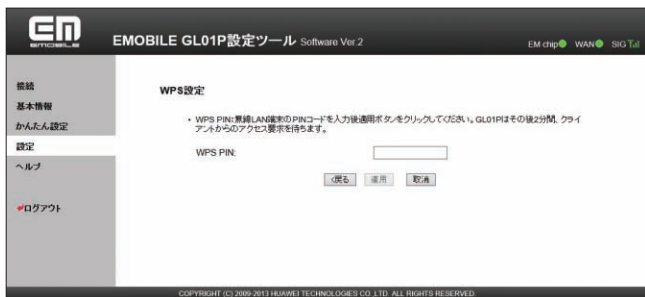 EM
EMOBILE
EMOBILE GL01P設定ツール Software Ver.2
EM chip WAN SIG
接続
基本情報
かんたん設定
設定
ヘルプ
ログアウト
WPS設定
• WPS PIN:無線LAN端末のPINコードを入力後適用ボタンをクリックしてください。GL01Pはその後2分間、クライ
アントからのアクセス要求を待ちます。
WPS PIN:
<戻る 適用 取消
COPYRIGHT (C) 2009-2013 HUAWEI TECHNOLOGIES CO.,LTD. ALL RIGHTS RESERVED.